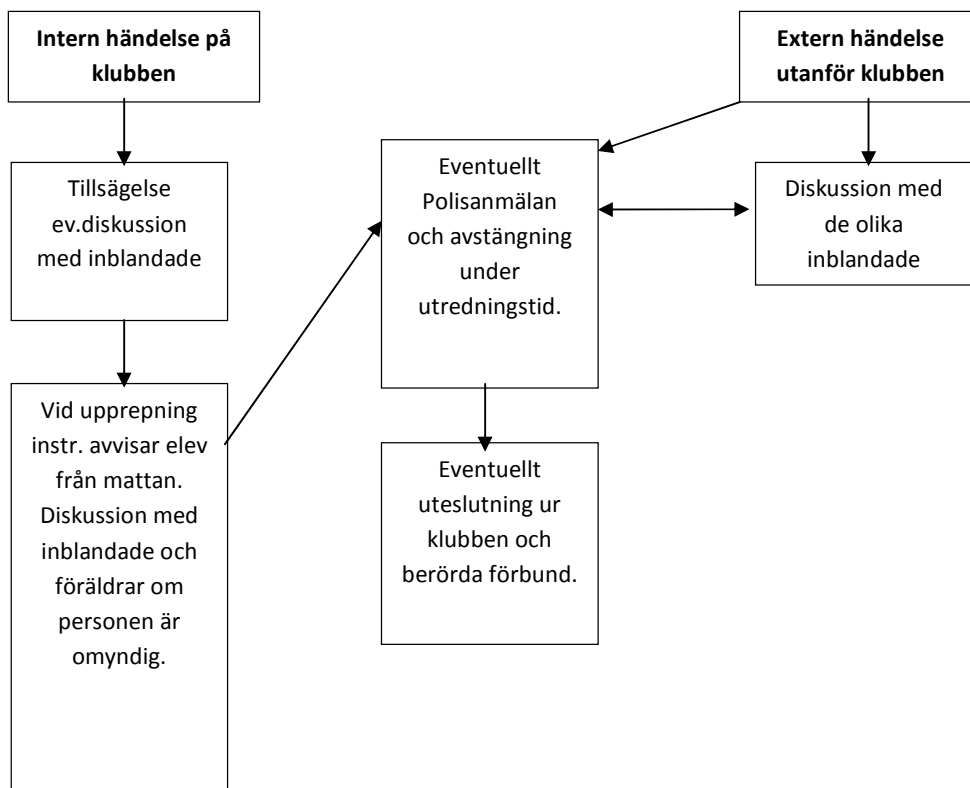 Intern händelse på
klubben
Extern händelse
utanför klubben
Tillsägelse
ev.diskussion
med inblandade
Eventuellt
Polisanmälan
och avstängning
under
utredningstid.
Diskussion med
de olika
inblandade
Vid upprepning
instr. avvisar elev
från mattan.
Diskussion med
inblandade och
föräldrar om
personen är
omyndig.
Eventuellt
uteslutning ur
klubben och
berörda förbund.